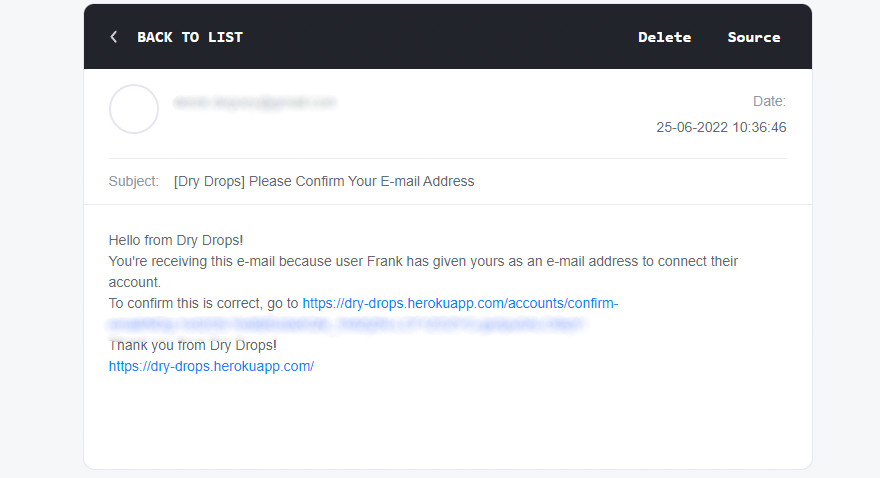 BACK TO LIST
Delete
Source
Date:
25-06-2022 10:36:46
Subject: [Dry Drops] Please Confirm Your E-mail Address
Hello from Dry Drops!
You're receiving this e-mail because user Frank has given yours as an e-mail address to connect their
account.
To confirm this is correct, go to https://dry-drops.herokuapp.com/accounts/confirm-
Thank you from Dry Drops!
https://dry-drops.herokuapp.com/